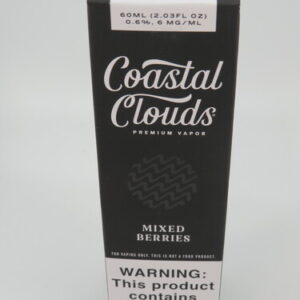 60ML (2.03FL OZ)
0.6%, 6 MG/ML
Coastal
Clouds
PREMIUM VAPOR
MIXED
BERRIES
FOR VAPING ONLY. THIS IS NOT A FOOD PRODUCT.
WARNING:
This product
contains